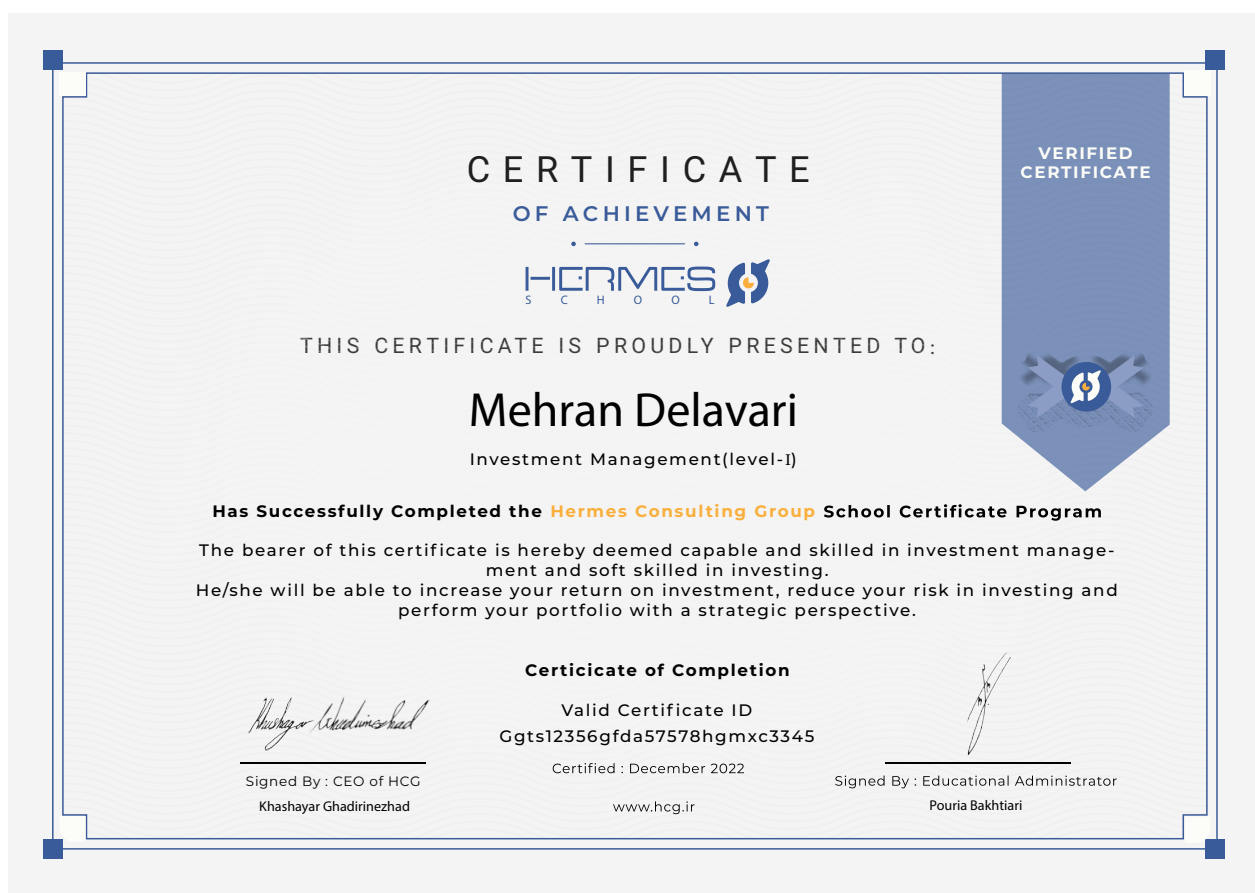 VERIFIED
CERTIFICATE
CERTIFICATE
OF ACHIEVEMENT
HERMES
SCHOOL
THIS CERTIFICATE IS PROUDLY PRESENTED TO:
Mehran Delavari
Investment Management(level-I)
Has Successfully Completed the Hermes Consulting Group School Certificate Program
The bearer of this certificate is hereby deemed capable and skilled in investment manage-
ment and soft skilled in investing.
He/she will be able to increase your return on investment, reduce your risk in investing and
perform your portfolio with a strategic perspective.
Certicicate of Completion
Valid Certificate ID
Ggts12356gfda57578hgmxc3345
Certified : December 2022
www.hcg.ir
Khashayar Ghadirinezhad
Signed By : CEO of HCG
Khashayar Ghadirinezhad
Signed By : Educational Administrator
Pouria Bakhtiari